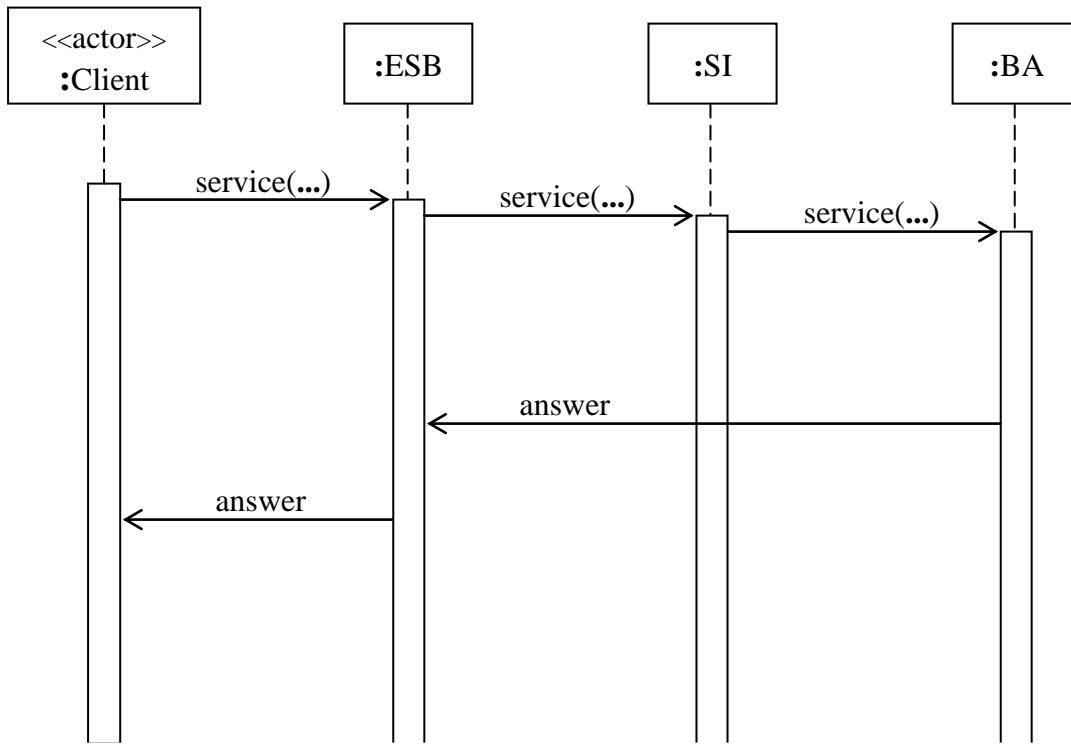 <<actor>>
:Client
:ESB
:SI
:BA
service(...)
service(...)
service(...)
answer
answer